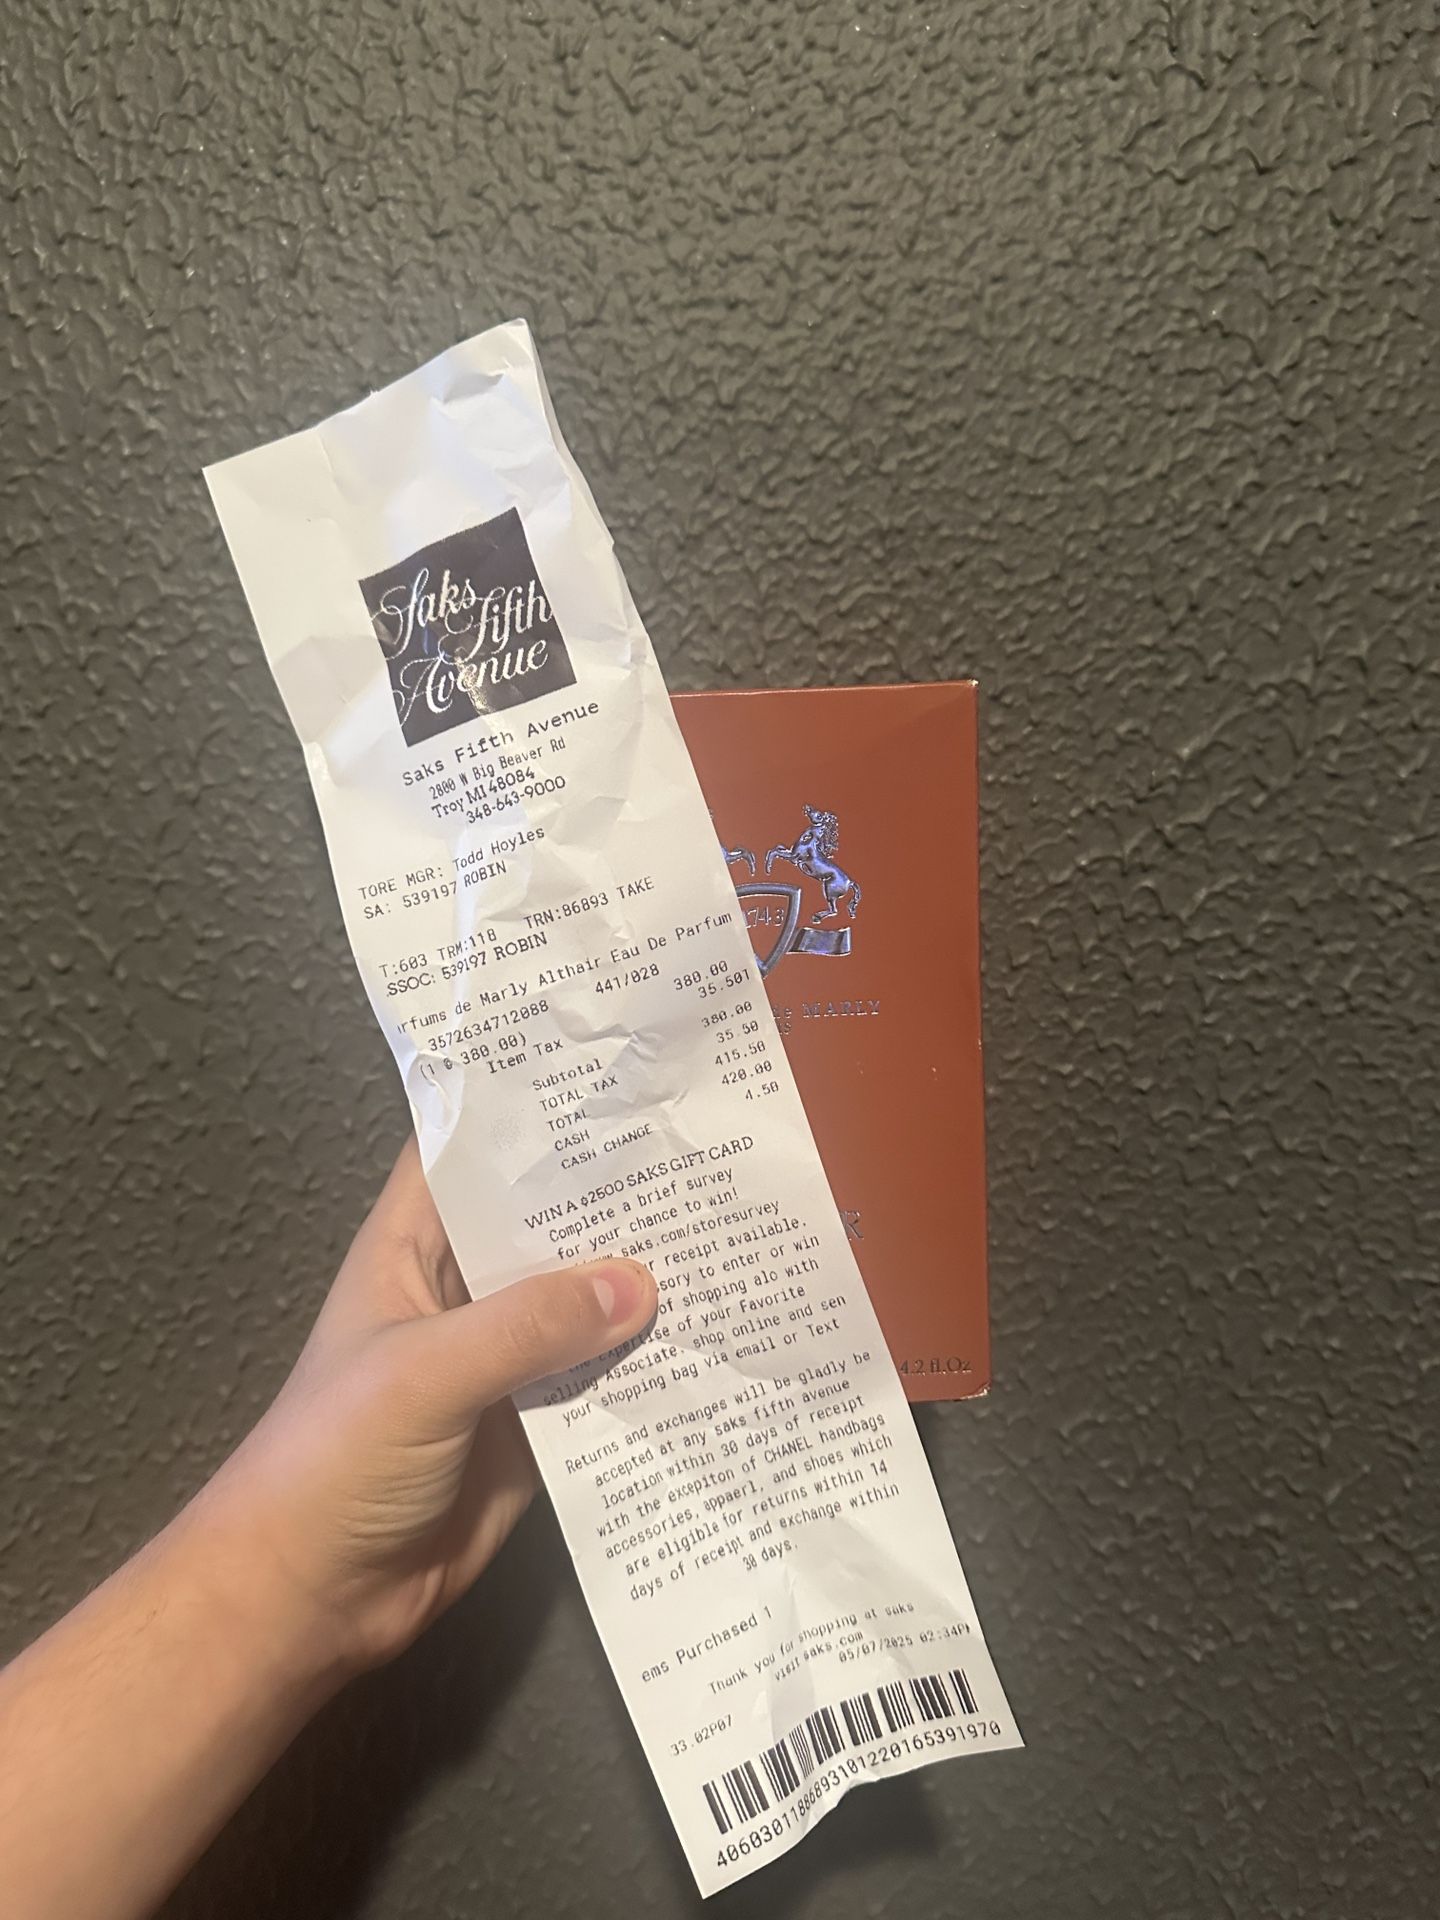 Saks
Fifth
Avenue
Saks Fifth Avenue
2800 W Big Beaver Rd
Troy MI 48084
348-643-9000
TORE MGR: Todd Hoyles
SA: 539197 ROBIN
T:603 TRM:118 TRN:86893 TAKE
SSOC: 539197 ROBIN
rfums de Marly Althair Eau De Parfum
3572634712088 441/028 380.00
(1 @ 380.00) 35.50T
Item Tax
Subtotal 380.00
TOTAL TAX 35.50
TOTAL 415.50
CASH 420.00
CASH CHANGE 4.50
WIN A $2500 SAKS GIFT CARD
Complete a brief survey
for your chance to win!
saks.com/storesurvey
r receipt available.
sory to enter or win
of shopping alo with
the expertise of your Favorite
selling Associate. shop online and sen
your shopping bag via email or Text
Returns and exchanges will be gladly be
accepted at any saks fifth avenue
location within 30 days of receipt
with the excepiton of CHANEL handbags
accessories, appaerl, and shoes which
are eligible for returns within 14
days of receipt and exchange within
30 days.
ems Purchased 1
Thank you for shopping at saks
visit saks.com
05/07/2025 02:34PM
33.02P07
40603011886893101220165391970
1743
de MARLY
IS
R
4.2 fl.Oz